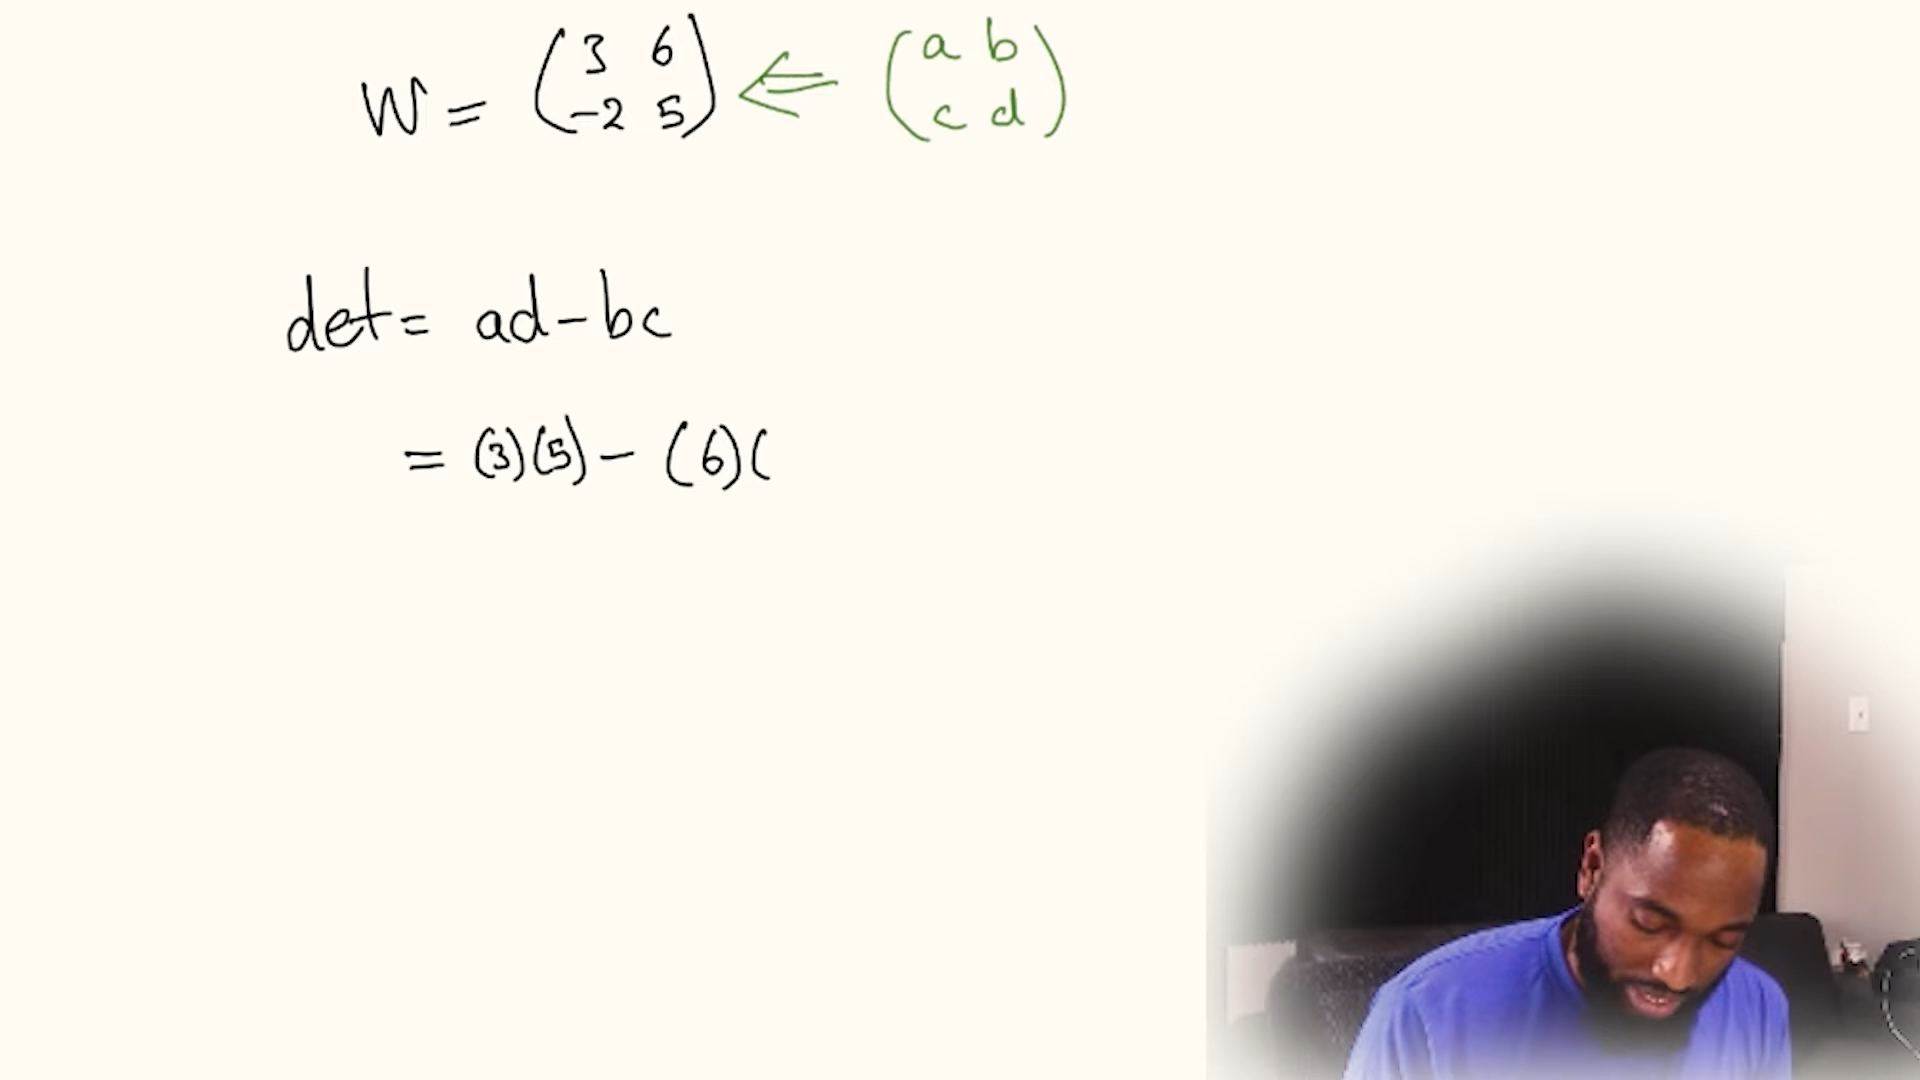 W = (3 6 -2 5) ⇐ (a b c d)
det = ad - bc
= (3)(5) - (6)(